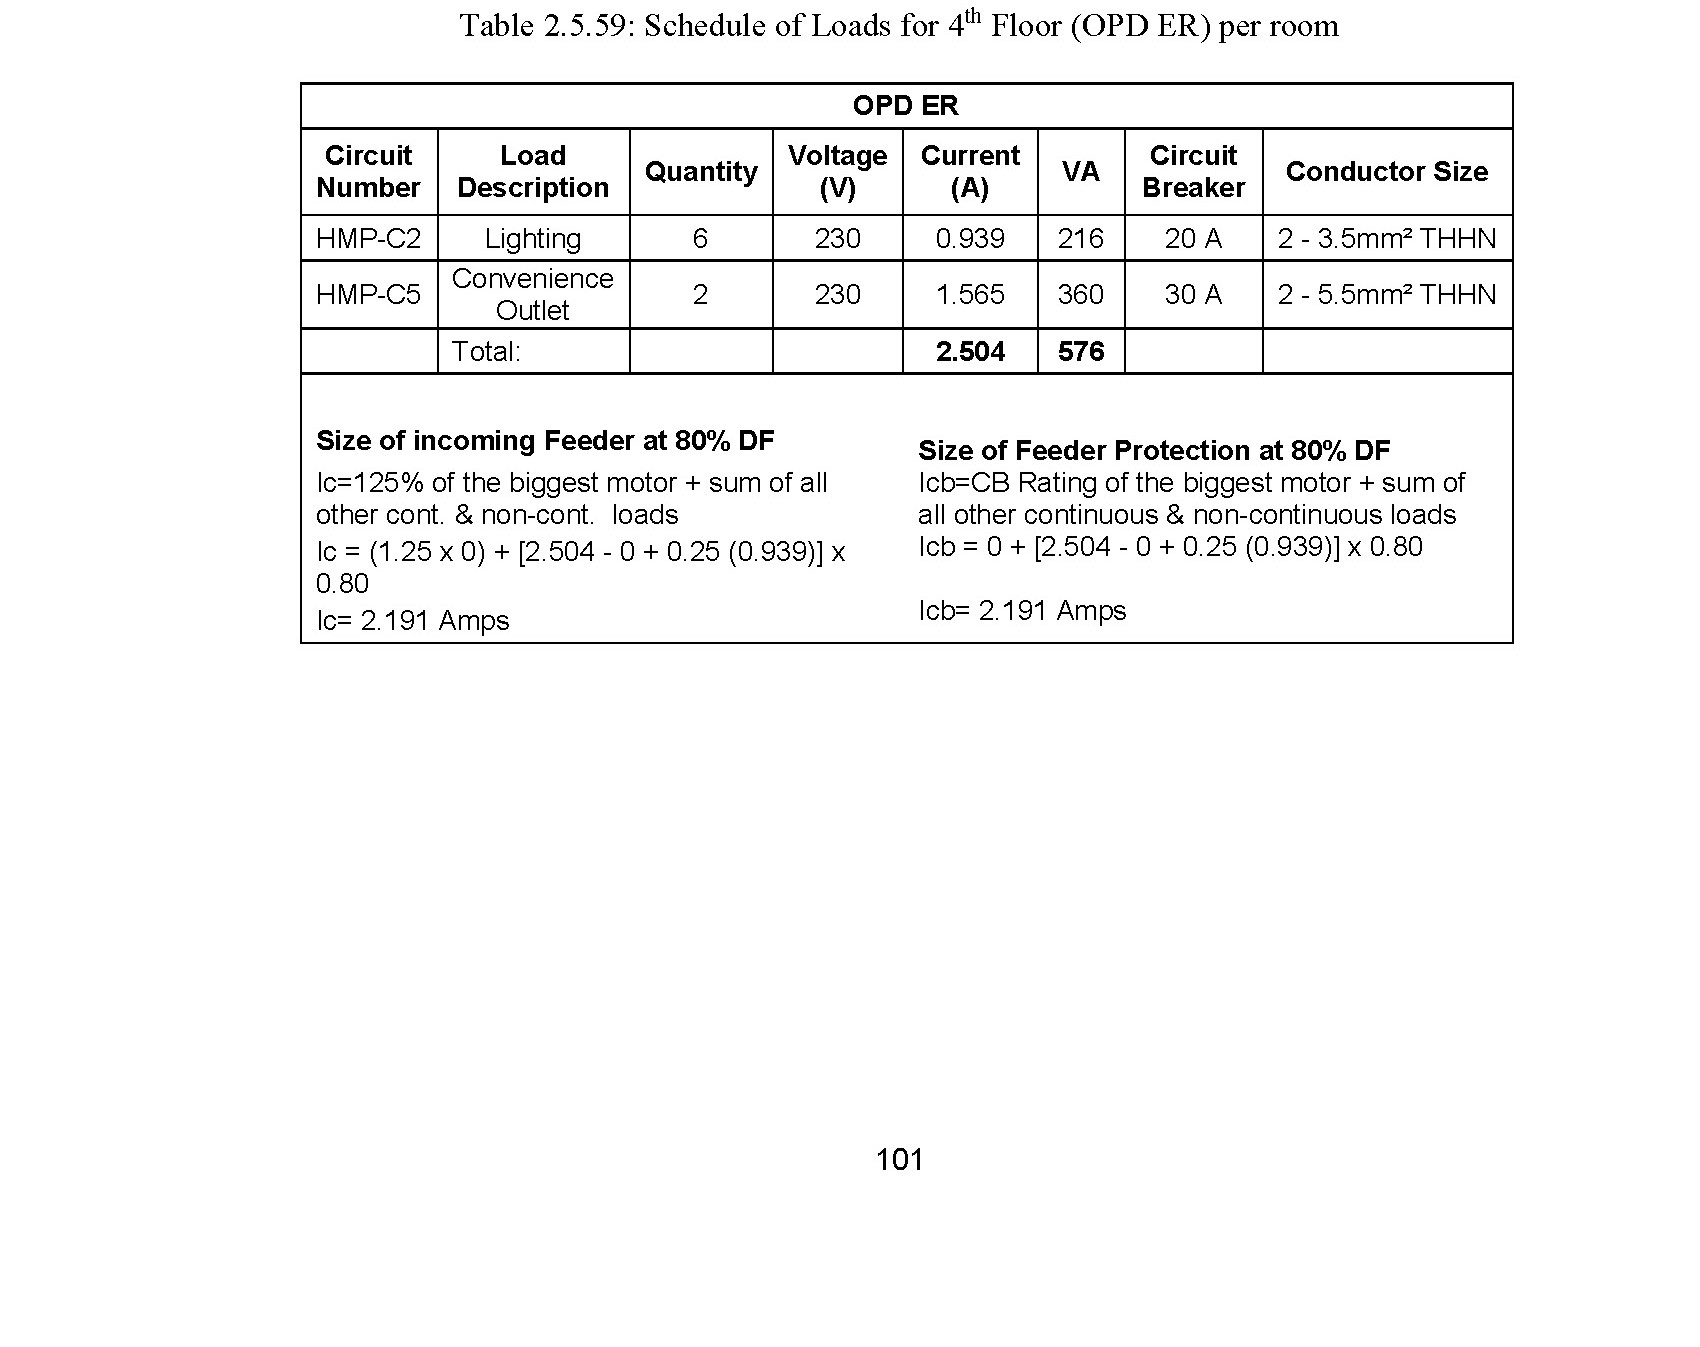 Table 2.5.59: Schedule of Loads for 4th Floor (OPD ER) per room
OPD ER
Circuit Number Load Description Quantity Voltage (V) Current (A) VA Circuit Breaker Conductor Size
HMP-C2 Lighting 6 230 0.939 216 20 A 2 - 3.5mm² THHN
HMP-C5 Convenience Outlet 2 230 1.565 360 30 A 2 - 5.5mm² THHN
Total: 2.504 576
Size of incoming Feeder at 80% DF
Ic=125% of the biggest motor + sum of all
other cont. & non-cont. loads
Ic = (1.25 x 0) + [2.504 - 0 + 0.25 (0.939)] x
0.80
Ic= 2.191 Amps
Size of Feeder Protection at 80% DF
Icb=CB Rating of the biggest motor + sum of
all other continuous & non-continuous loads
Icb = 0 + [2.504 - 0 + 0.25 (0.939)] x 0.80
Icb= 2.191 Amps
101